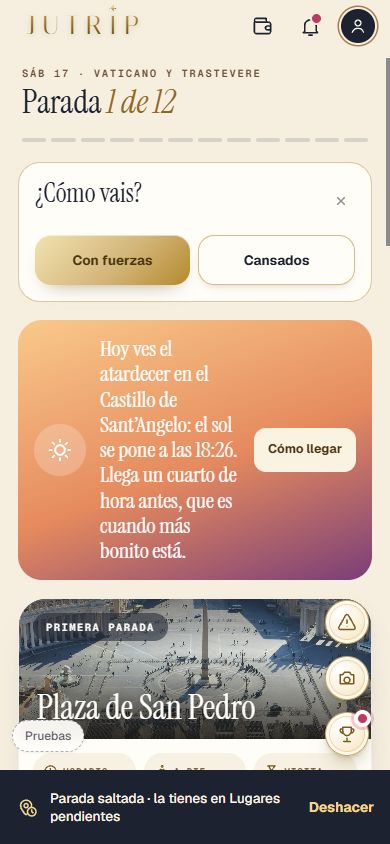 JUTRIP
SÁB 17 · VATICANO Y TRASTEVERE
Parada 1 de 12
¿Cómo vais?
×
Con fuerzas
Cansados
Hoy ves el
atardecer en el
Castillo de
Sant'Angelo: el sol
se pone a las 18:26.
Llega un cuarto de
hora antes, que es
cuando más
bonito está.
Cómo llegar
PRIMERA PARADA
Plaza de San Pedro
Pruebas
HORARIO
A PIE
VISITA
Parada saltada · la tienes en Lugares
pendientes
Deshacer